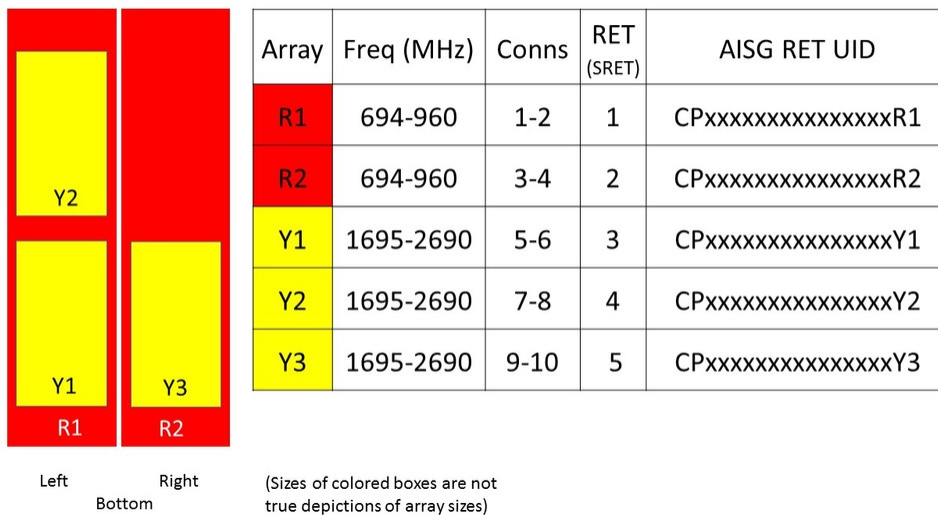 Y2
Y1
Y3
R1
R2
Left
Right
Bottom
Array Freq (MHz) Conns RET (SRET) AISG RET UID
R1 694-960 1-2 1 CPxxxxxxxxxxxxxxxR1
R2 694-960 3-4 2 CPxxxxxxxxxxxxxxxR2
Y1 1695-2690 5-6 3 CPxxxxxxxxxxxxxxxY1
Y2 1695-2690 7-8 4 CPxxxxxxxxxxxxxxxY2
Y3 1695-2690 9-10 5 CPxxxxxxxxxxxxxxxY3
(Sizes of colored boxes are not
true depictions of array sizes)